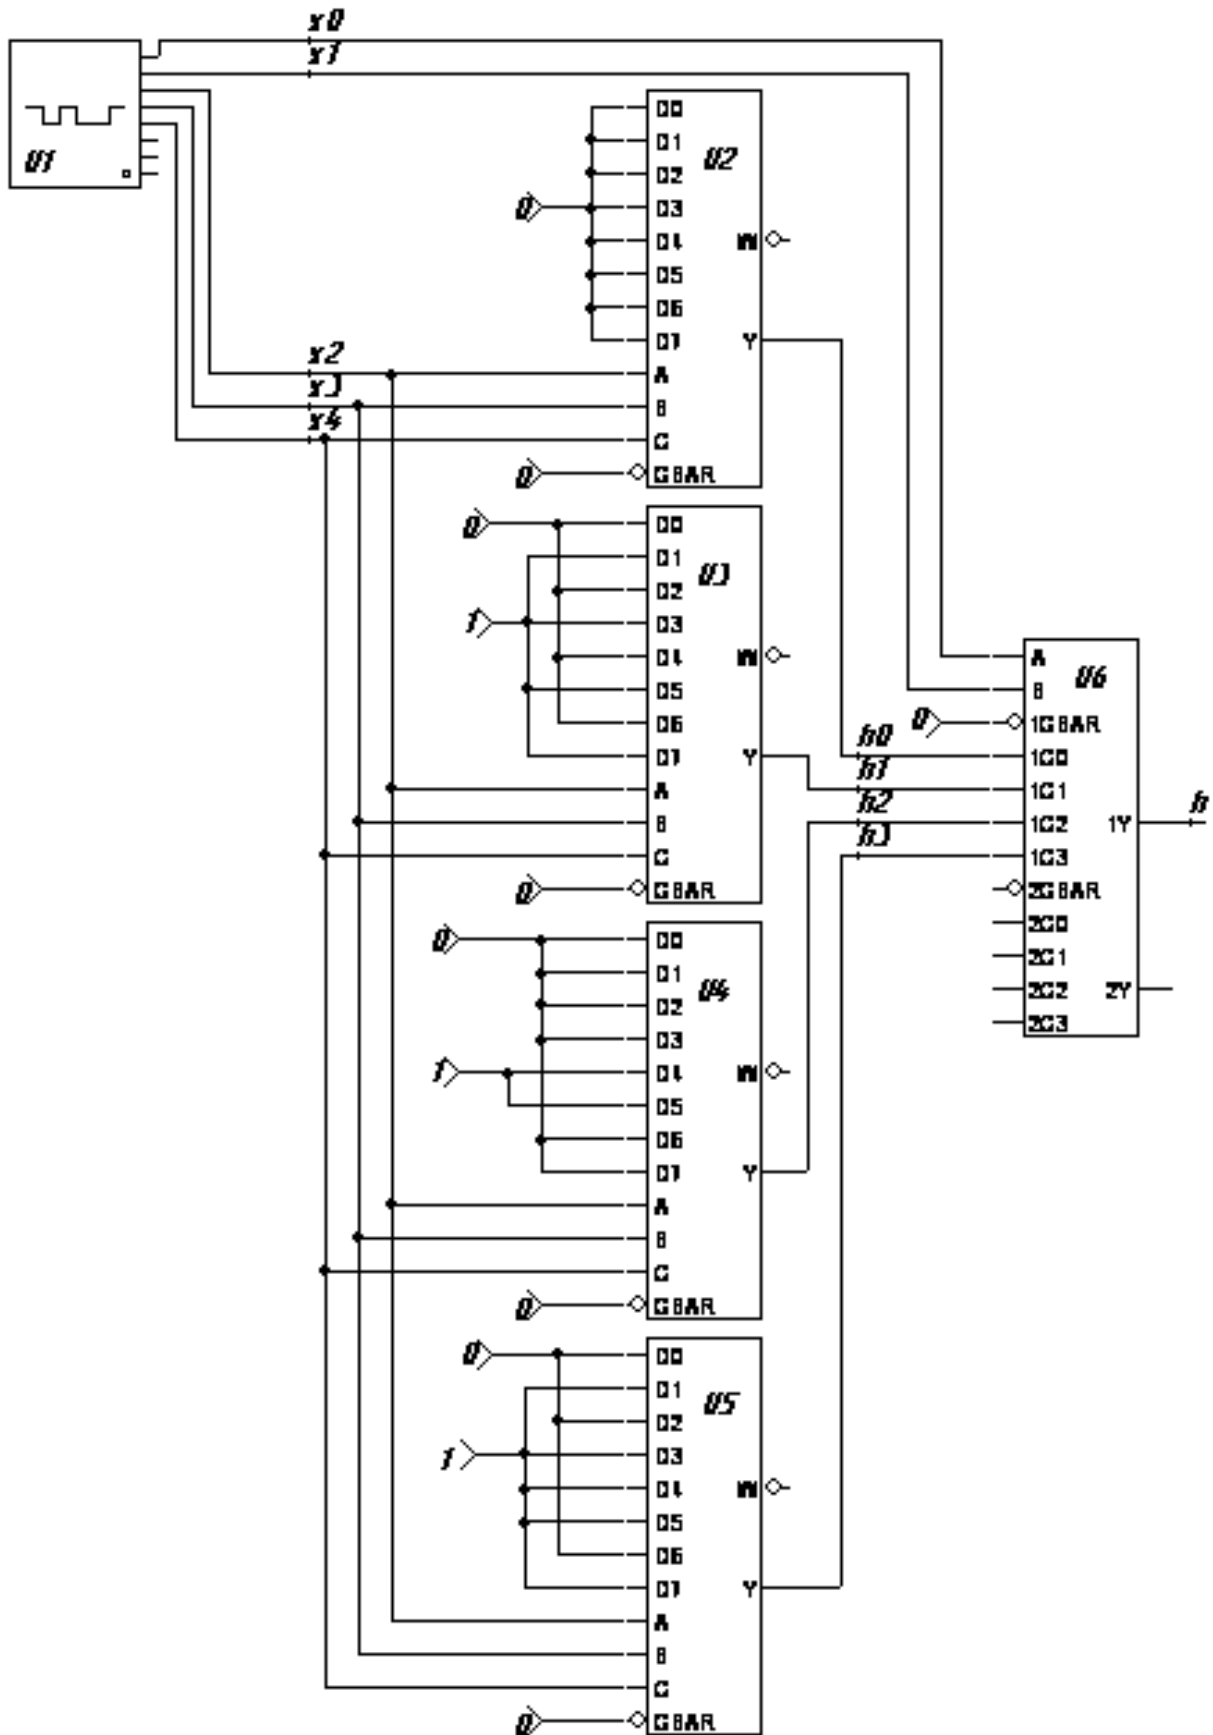 x0
x1
U1
D0
D1
U2
D2
0 D3
D4 W
D5
D6
D7 Y
x2 A
x3 B
x4 C
0 GBAR
0 D0
D1
U3
D2
1 D3
D4 W
D5
D6
D7 Y
A
B
C
0 GBAR
A U6
B
0 1GBAR
h0 1C0
h1 1C1
h2 1C2 1Y h
h3 1C3
2GBAR
2C0
2C1
2C2 2Y
2C3
0 D0
D1
U4
D2
D3
1 D4 W
D5
D6
D7 Y
A
B
C
0 GBAR
0 D0
D1
U5
D2
1 D3
D4 W
D5
D6
D7 Y
A
B
C
0 GBAR